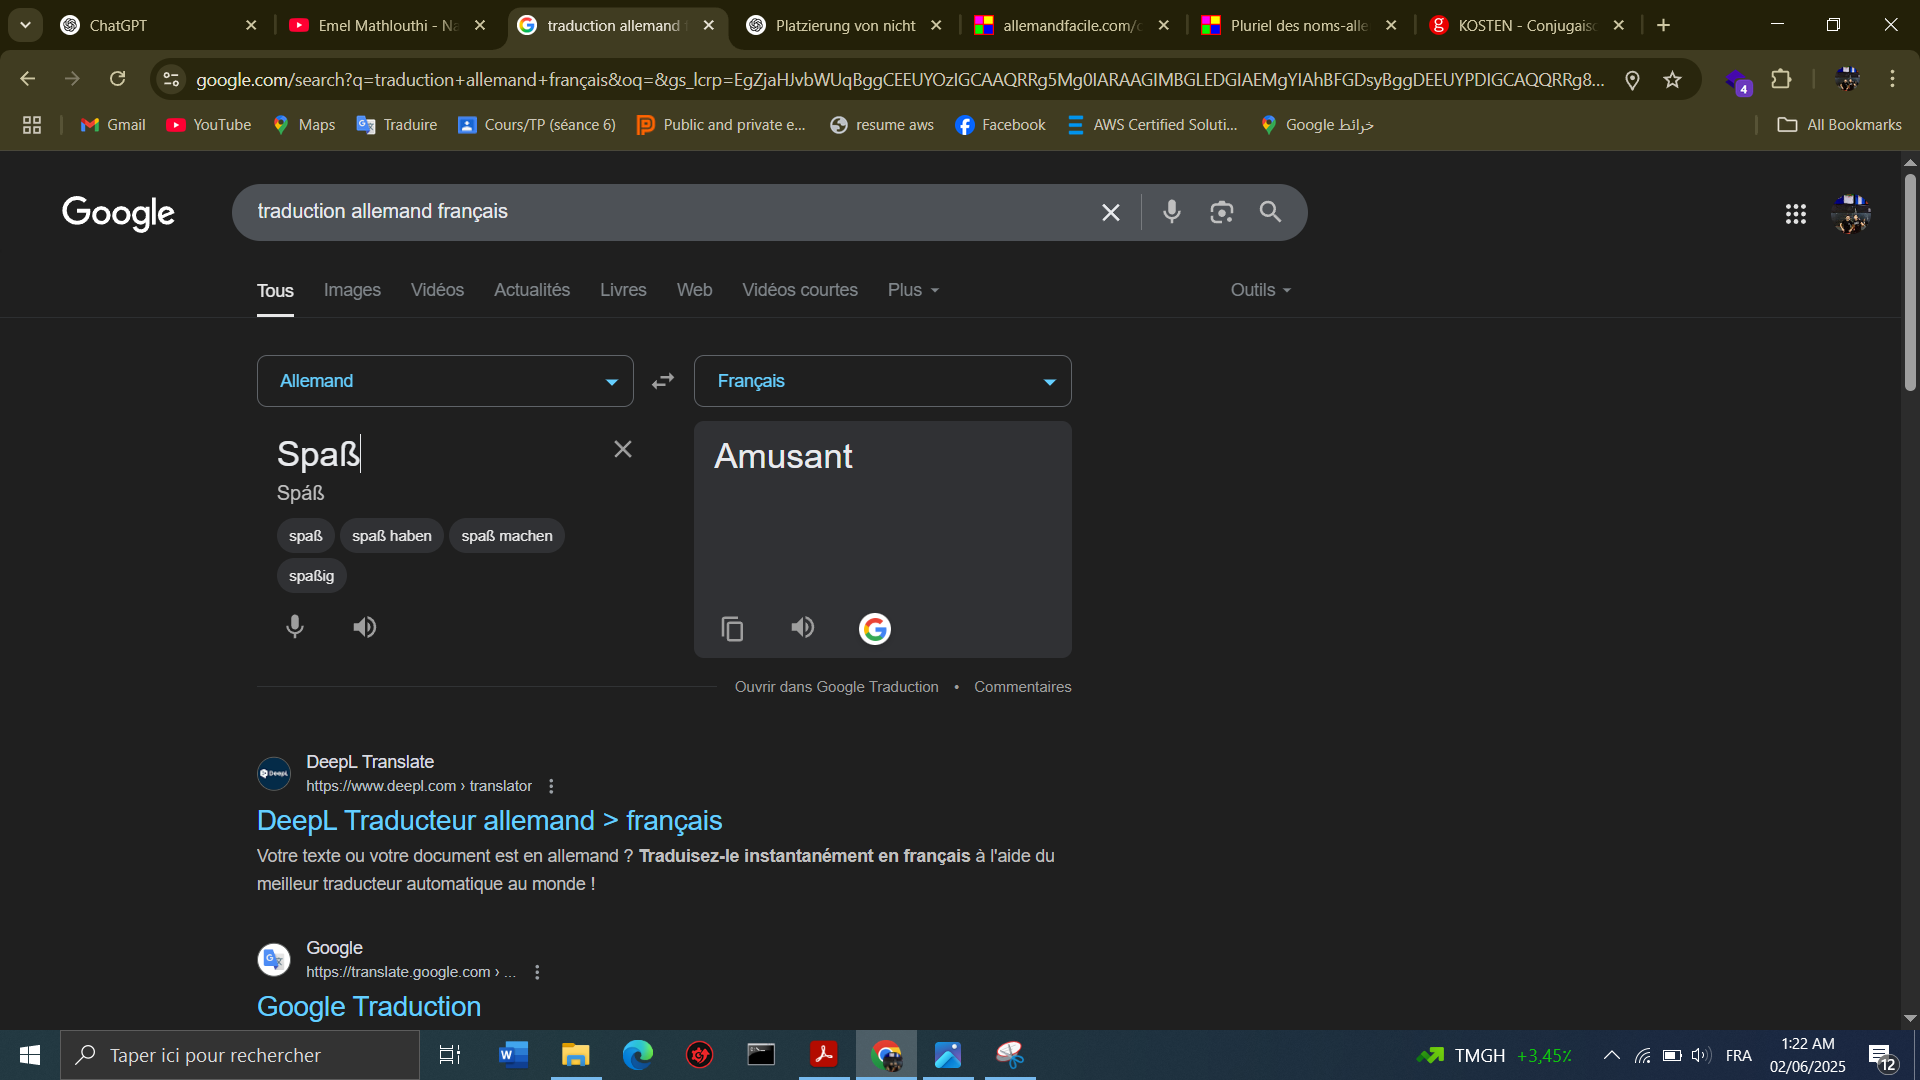 ChatGPT
Emel Mathlouthi - Na
traduction allemand f
Platzierung von nicht
allemandfacile.com/c
Pluriel des noms-alle
KOSTEN - Conjugaiso
google.com/search?q=traduction+allemand+français&oq=&gs_lcrp=EgZjaHJvbWUqBggCEEUYOzIGCAAQRRg5Mg0IARAAGIMBGLEDGIAEMgYIAhBFGDsyBggDEEUYPDIGCAQQRRg8...
4
Gmail
YouTube
Maps
Traduire
Cours/TP (séance 6)
Public and private e...
resume aws
Facebook
AWS Certified Soluti...
Google خرائط
All Bookmarks
Google
traduction allemand français
Tous
Images
Vidéos
Actualités
Livres
Web
Vidéos courtes
Plus
Outils
Allemand
Français
Spaß
Amusant
Spáß
spaß
spaß haben
spaß machen
spaßig
Ouvrir dans Google Traduction • Commentaires
DeepL
DeepL Translate
https://www.deepl.com › translator
DeepL Traducteur allemand > français
Votre texte ou votre document est en allemand ? Traduisez-le instantanément en français à l'aide du
meilleur traducteur automatique au monde !
Google
https://translate.google.com › ...
Google Traduction
Taper ici pour rechercher
TMGH +3,45%
FRA
1:22 AM
02/06/2025
12